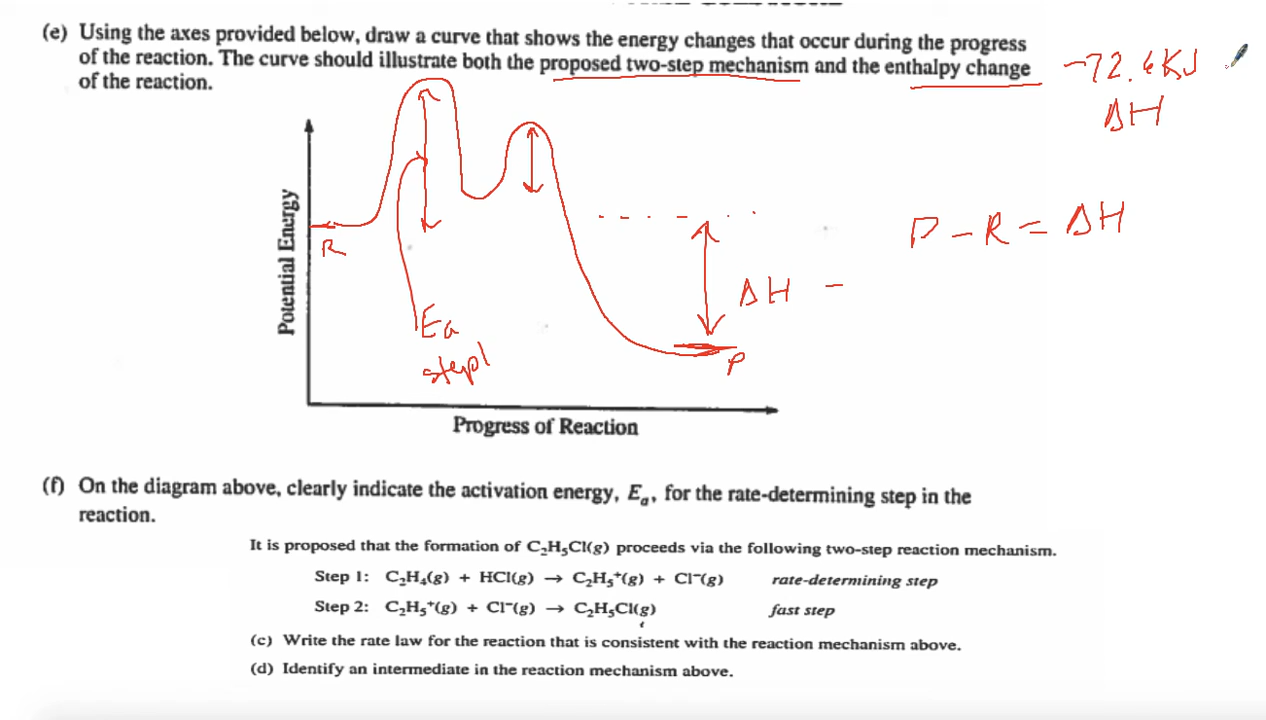 (e) Using the axes provided below, draw a curve that shows the energy changes that occur during the progress
of the reaction. The curve should illustrate both the proposed two-step mechanism and the enthalpy change
of the reaction.
-72.6KJ
ΔH
Potential Energy
R
Ea
step1
ΔH -
P
P - R = ΔH
Progress of Reaction
(f) On the diagram above, clearly indicate the activation energy, Eₐ, for the rate-determining step in the
reaction.
It is proposed that the formation of C₂H₅Cl(g) proceeds via the following two-step reaction mechanism.
Step 1: C₂H₄(g) + HCl(g) → C₂H₅⁺(g) + Cl⁻(g) rate-determining step
Step 2: C₂H₅⁺(g) + Cl⁻(g) → C₂H₅Cl(g) fast step
(c) Write the rate law for the reaction that is consistent with the reaction mechanism above.
(d) Identify an intermediate in the reaction mechanism above.